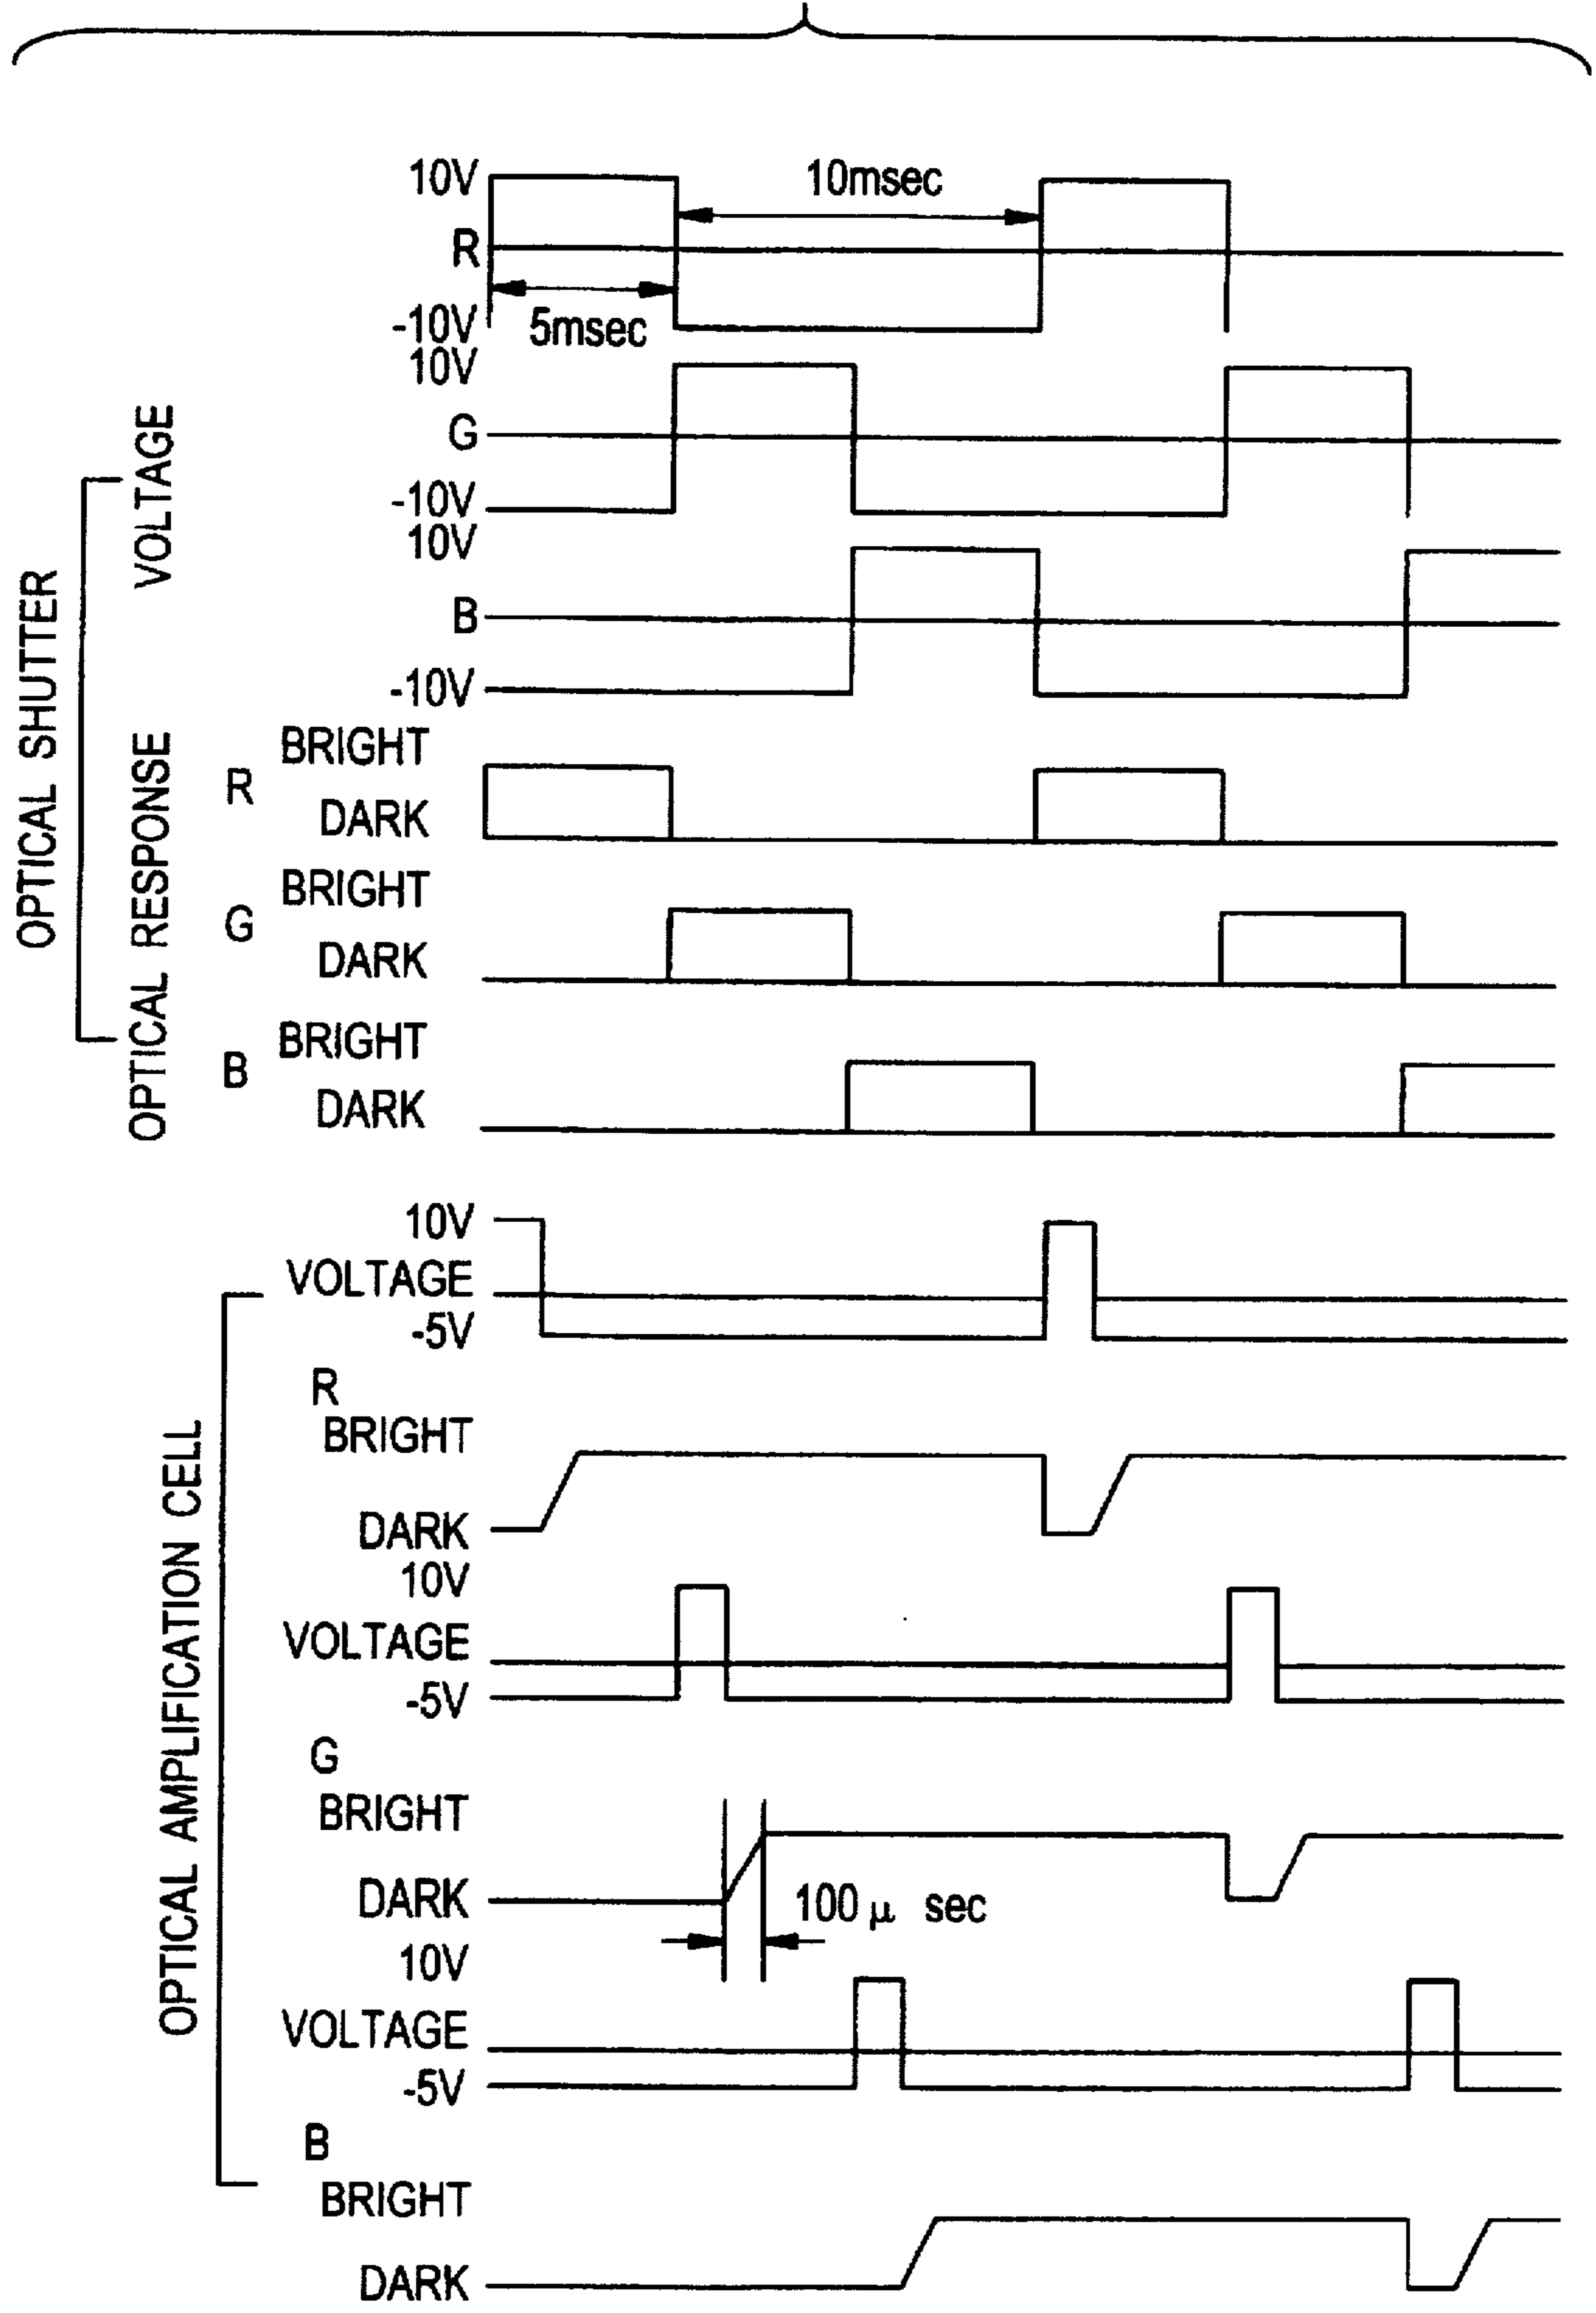 10V
10msec
R
-10V
5msec
10V
G
-10V
10V
B
-10V
OPTICAL SHUTTER
VOLTAGE
OPTICAL RESPONSE
R
BRIGHT
DARK
G
BRIGHT
DARK
B
BRIGHT
DARK
OPTICAL AMPLIFICATION CELL
10V
VOLTAGE
-5V
R
BRIGHT
DARK
10V
VOLTAGE
-5V
G
BRIGHT
DARK
100 μ sec
10V
VOLTAGE
-5V
B
BRIGHT
DARK